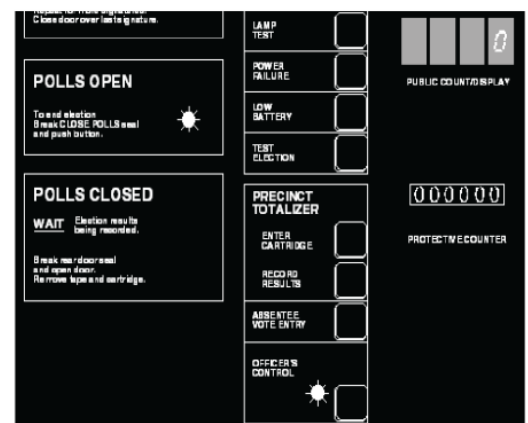 Close door over last signature.
POLLS OPEN
To end election
Break CLOSE POLLS seal
and push button.
POLLS CLOSED
WAIT Election results
being recorded.
Break rear door seal
and open door.
Remove tape and cartridge.
LAMP
TEST
POWER
FAILURE
LOW
BATTERY
TEST
ELECTION
PRECINCT
TOTALIZER
ENTER
CARTRIDGE
RECORD
RESULTS
ABSENTEE
VOTE ENTRY
OFFICER'S
CONTROL
0
PUBLIC COUNT/DISPLAY
000000
PROTECTIVE COUNTER